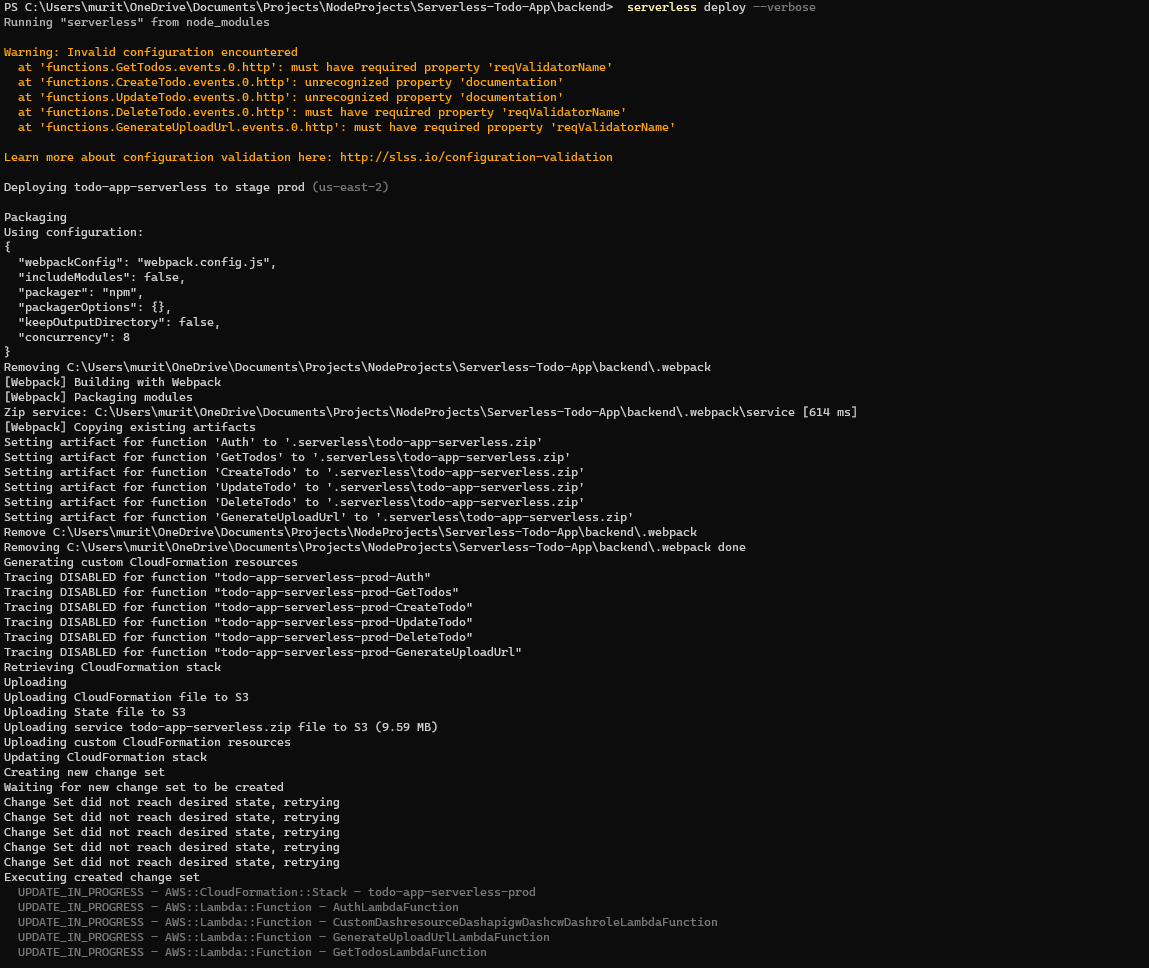 PS C:\Users\murit\OneDrive\Documents\Projects\NodeProjects\Serverless-Todo-App\backend>  serverless deploy --verbose
Running "serverless" from node_modules
Warning: Invalid configuration encountered
  at 'functions.GetTodos.events.0.http': must have required property 'reqValidatorName'
  at 'functions.CreateTodo.events.0.http': unrecognized property 'documentation'
  at 'functions.UpdateTodo.events.0.http': unrecognized property 'documentation'
  at 'functions.DeleteTodo.events.0.http': must have required property 'reqValidatorName'
  at 'functions.GenerateUploadUrl.events.0.http': must have required property 'reqValidatorName'
Learn more about configuration validation here: http://slss.io/configuration-validation
Deploying todo-app-serverless to stage prod (us-east-2)
Packaging
Using configuration:
{
  "webpackConfig": "webpack.config.js",
  "includeModules": false,
  "packager": "npm",
  "packagerOptions": {},
  "keepOutputDirectory": false,
  "concurrency": 8
}
Removing C:\Users\murit\OneDrive\Documents\Projects\NodeProjects\Serverless-Todo-App\backend\.webpack
[Webpack] Building with Webpack
[Webpack] Packaging modules
Zip service: C:\Users\murit\OneDrive\Documents\Projects\NodeProjects\Serverless-Todo-App\backend\.webpack\service [614 ms]
[Webpack] Copying existing artifacts
Setting artifact for function 'Auth' to '.serverless\todo-app-serverless.zip'
Setting artifact for function 'GetTodos' to '.serverless\todo-app-serverless.zip'
Setting artifact for function 'CreateTodo' to '.serverless\todo-app-serverless.zip'
Setting artifact for function 'UpdateTodo' to '.serverless\todo-app-serverless.zip'
Setting artifact for function 'DeleteTodo' to '.serverless\todo-app-serverless.zip'
Setting artifact for function 'GenerateUploadUrl' to '.serverless\todo-app-serverless.zip'
Remove C:\Users\murit\OneDrive\Documents\Projects\NodeProjects\Serverless-Todo-App\backend\.webpack
Removing C:\Users\murit\OneDrive\Documents\Projects\NodeProjects\Serverless-Todo-App\backend\.webpack done
Generating custom CloudFormation resources
Tracing DISABLED for function "todo-app-serverless-prod-Auth"
Tracing DISABLED for function "todo-app-serverless-prod-GetTodos"
Tracing DISABLED for function "todo-app-serverless-prod-CreateTodo"
Tracing DISABLED for function "todo-app-serverless-prod-UpdateTodo"
Tracing DISABLED for function "todo-app-serverless-prod-DeleteTodo"
Tracing DISABLED for function "todo-app-serverless-prod-GenerateUploadUrl"
Retrieving CloudFormation stack
Uploading
Uploading CloudFormation file to S3
Uploading State file to S3
Uploading service todo-app-serverless.zip file to S3 (9.59 MB)
Uploading custom CloudFormation resources
Updating CloudFormation stack
Creating new change set
Waiting for new change set to be created
Change Set did not reach desired state, retrying
Change Set did not reach desired state, retrying
Change Set did not reach desired state, retrying
Change Set did not reach desired state, retrying
Change Set did not reach desired state, retrying
Executing created change set
  UPDATE_IN_PROGRESS - AWS::CloudFormation::Stack - todo-app-serverless-prod
  UPDATE_IN_PROGRESS - AWS::Lambda::Function - AuthLambdaFunction
  UPDATE_IN_PROGRESS - AWS::Lambda::Function - CustomDashresourceDashapigwDashcwDashroleLambdaFunction
  UPDATE_IN_PROGRESS - AWS::Lambda::Function - GenerateUploadUrlLambdaFunction
  UPDATE_IN_PROGRESS - AWS::Lambda::Function - GetTodosLambdaFunction